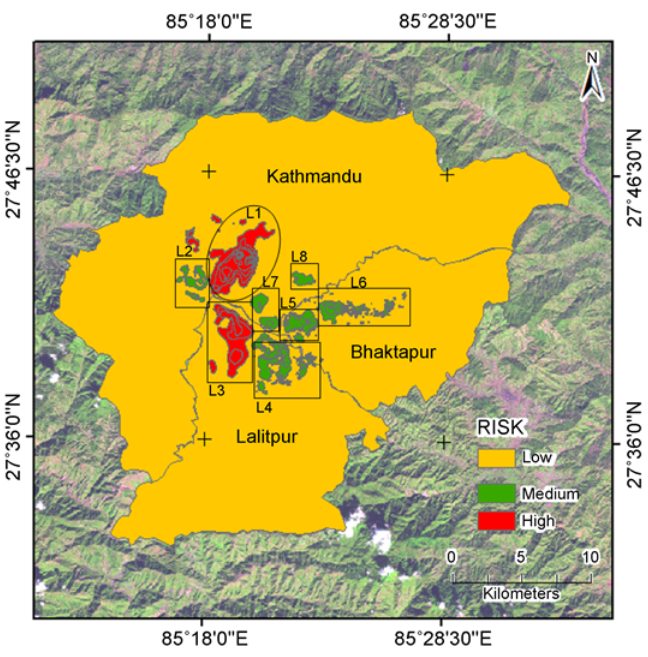 85°18'0"E 85°28'30"E
N
27°46'30"N 27°46'30"N
Kathmandu
L1
L2
L8
L7 L6
L5
Bhaktapur
L3
L4
27°36'0"N 27°36'0"N
Lalitpur
RISK
Low
Medium
High
0 5 10
Kilometers
85°18'0"E 85°28'30"E